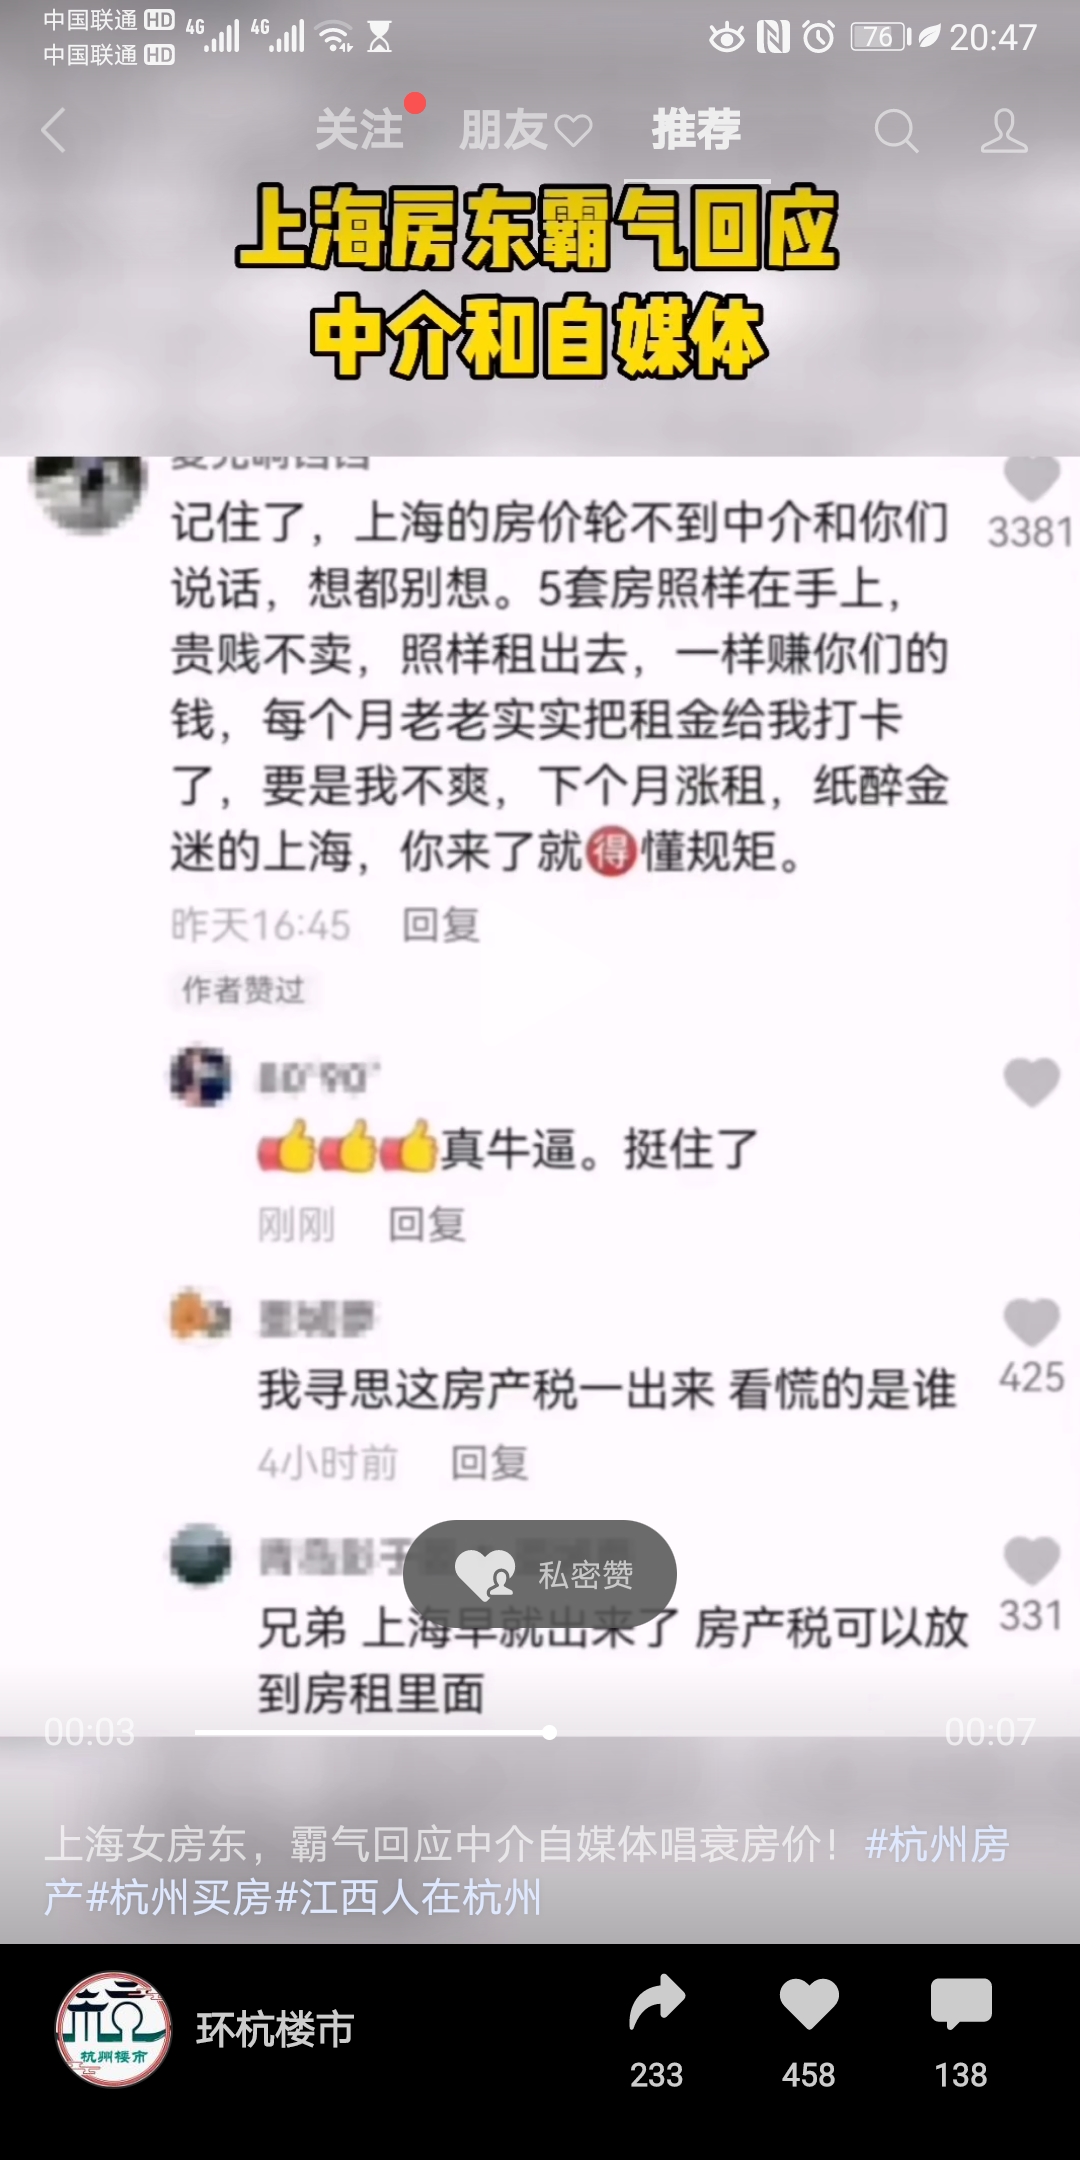 中国联通 HD 4G 4G 76 20:47
中国联通 HD
关注 朋友 推荐
上海房东霸气回应
中介和自媒体
记住了，上海的房价轮不到中介和你们
说话，想都别想。5套房照样在手上，
贵贱不卖，照样租出去，一样赚你们的
钱，每个月老老实实把租金给我打卡
了，要是我不爽，下个月涨租，纸醉金
迷的上海，你来了就得懂规矩。
3381
昨天16:45 回复
作者赞过
80'90'
真牛逼。挺住了
刚刚 回复
我寻思这房产税一出来 看慌的是谁
425
4小时前 回复
私密赞
兄弟 上海早就出来了 房产税可以放
到房租里面
331
00:03 00:07
上海女房东，霸气回应中介自媒体唱衰房价！#杭州房
产#杭州买房#江西人在杭州
杭州楼市
环杭楼市
233 458 138